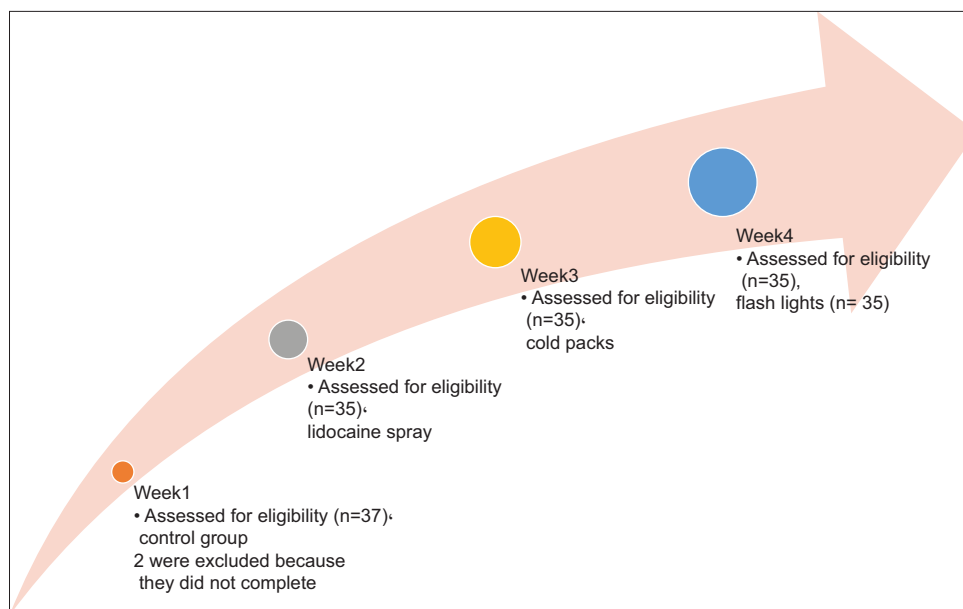 Week1
• Assessed for eligibility (n=37)،
control group
2 were excluded because
they did not complete
Week2
• Assessed for eligibility
(n=35)،
lidocaine spray
Week3
• Assessed for eligibility
(n=35)،
cold packs
Week4
• Assessed for eligibility
(n=35),
flash lights (n= 35)